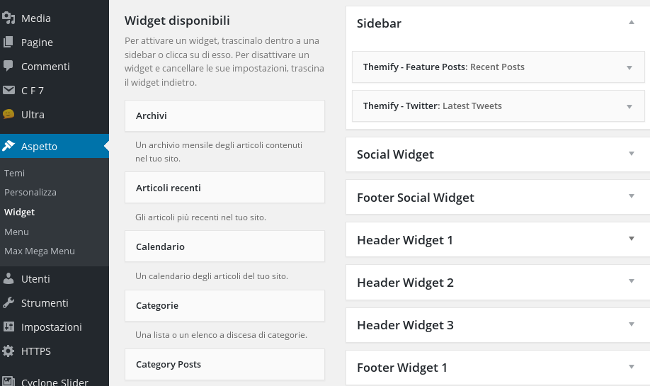 Media
Pagine
Commenti
C F 7
Ultra
Aspetto
Temi
Personalizza
Widget
Menu
Max Mega Menu
Utenti
Strumenti
Impostazioni
HTTPS
Cyclone Slider
Widget disponibili
Per attivare un widget, trascinalo dentro a una
sidebar o clicca su di esso. Per disattivare un
widget e cancellare le sue impostazioni, trascina
il widget indietro.
Archivi
Un archivio mensile degli articoli contenuti
nel tuo sito.
Articoli recenti
Gli articoli più recenti nel tuo sito.
Calendario
Un calendario degli articoli del tuo sito.
Categorie
Una lista o un elenco a discesa di categorie.
Category Posts
Sidebar
Themify - Feature Posts: Recent Posts
Themify - Twitter: Latest Tweets
Social Widget
Footer Social Widget
Header Widget 1
Header Widget 2
Header Widget 3
Footer Widget 1